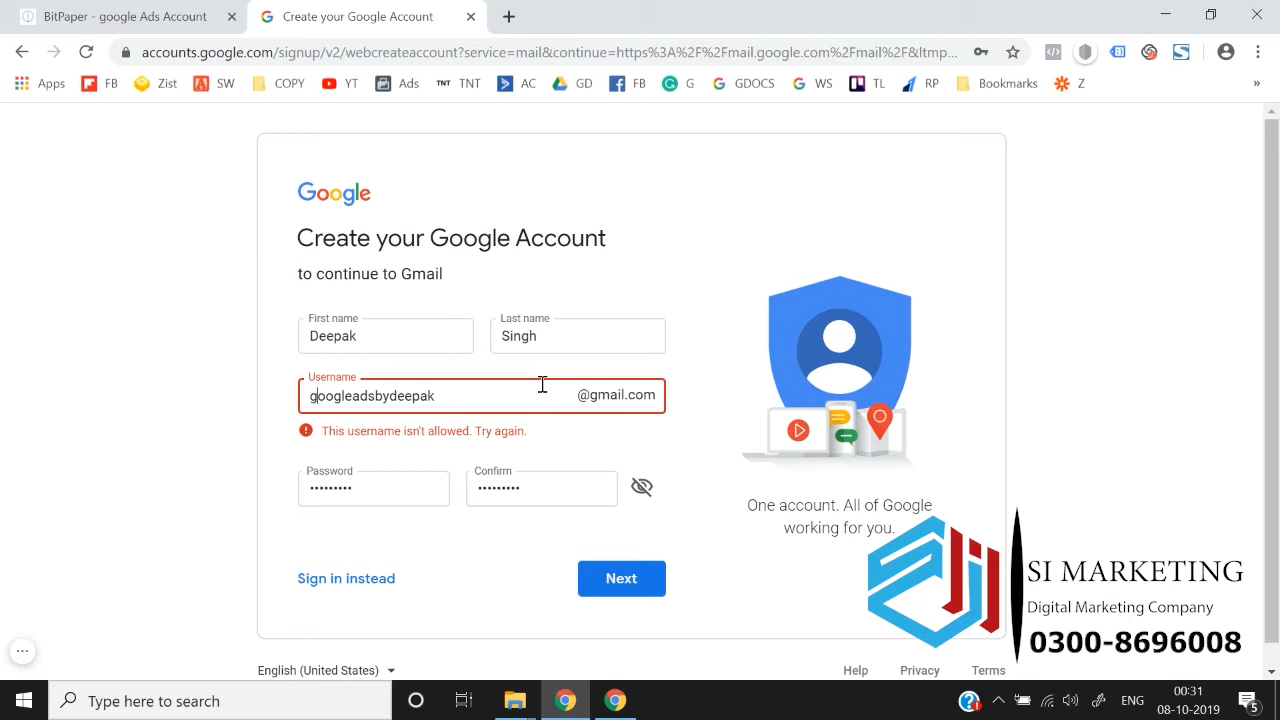 BitPaper - google Ads Account
Create your Google Account
accounts.google.com/signup/v2/webcreateaccount?service=mail&continue=https%3A%2F%2Fmail.google.com%2Fmail%2F&ltmp...
Apps FB Zist SW COPY YT Ads TNT TNT AC GD FB G GDOCS WS TL RP Bookmarks Z »
Google
Create your Google Account
to continue to Gmail
First name
Last name
Deepak
Singh
Username
googleadsbydeepak
@gmail.com
This username isn't allowed. Try again.
Password
Confirm
•••••••••
•••••••••
Sign in instead
Next
One account. All of Google
working for you.
SI MARKETING
Digital Marketing Company
0300-8696008
English (United States)
Help
Privacy
Terms
Type here to search
ENG
00:31
08-10-2019
5